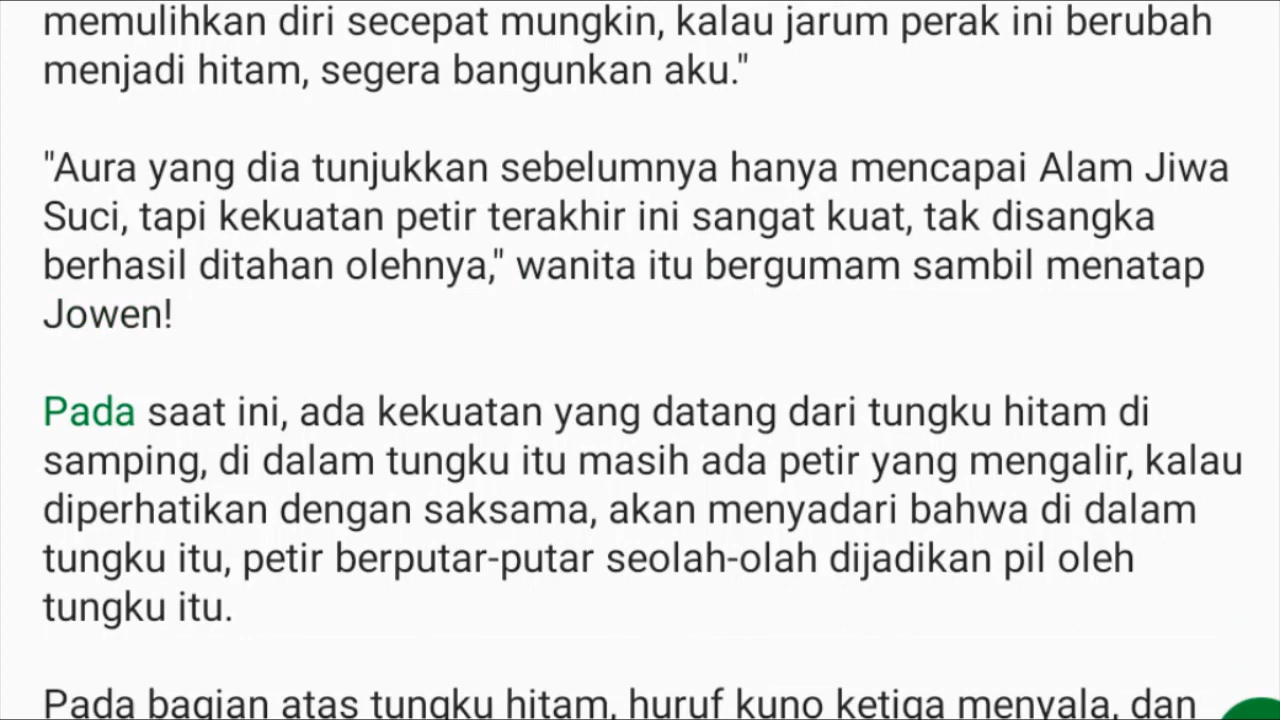 memulihkan diri secepat mungkin, kalau jarum perak ini berubah
menjadi hitam, segera bangunkan aku."
"Aura yang dia tunjukkan sebelumnya hanya mencapai Alam Jiwa
Suci, tapi kekuatan petir terakhir ini sangat kuat, tak disangka
berhasil ditahan olehnya," wanita itu bergumam sambil menatap
Jowen!
Pada saat ini, ada kekuatan yang datang dari tungku hitam di
samping, di dalam tungku itu masih ada petir yang mengalir, kalau
diperhatikan dengan saksama, akan menyadari bahwa di dalam
tungku itu, petir berputar-putar seolah-olah dijadikan pil oleh
tungku itu.
Pada bagian atas tungku hitam, huruf kuno ketiga menyala, dan